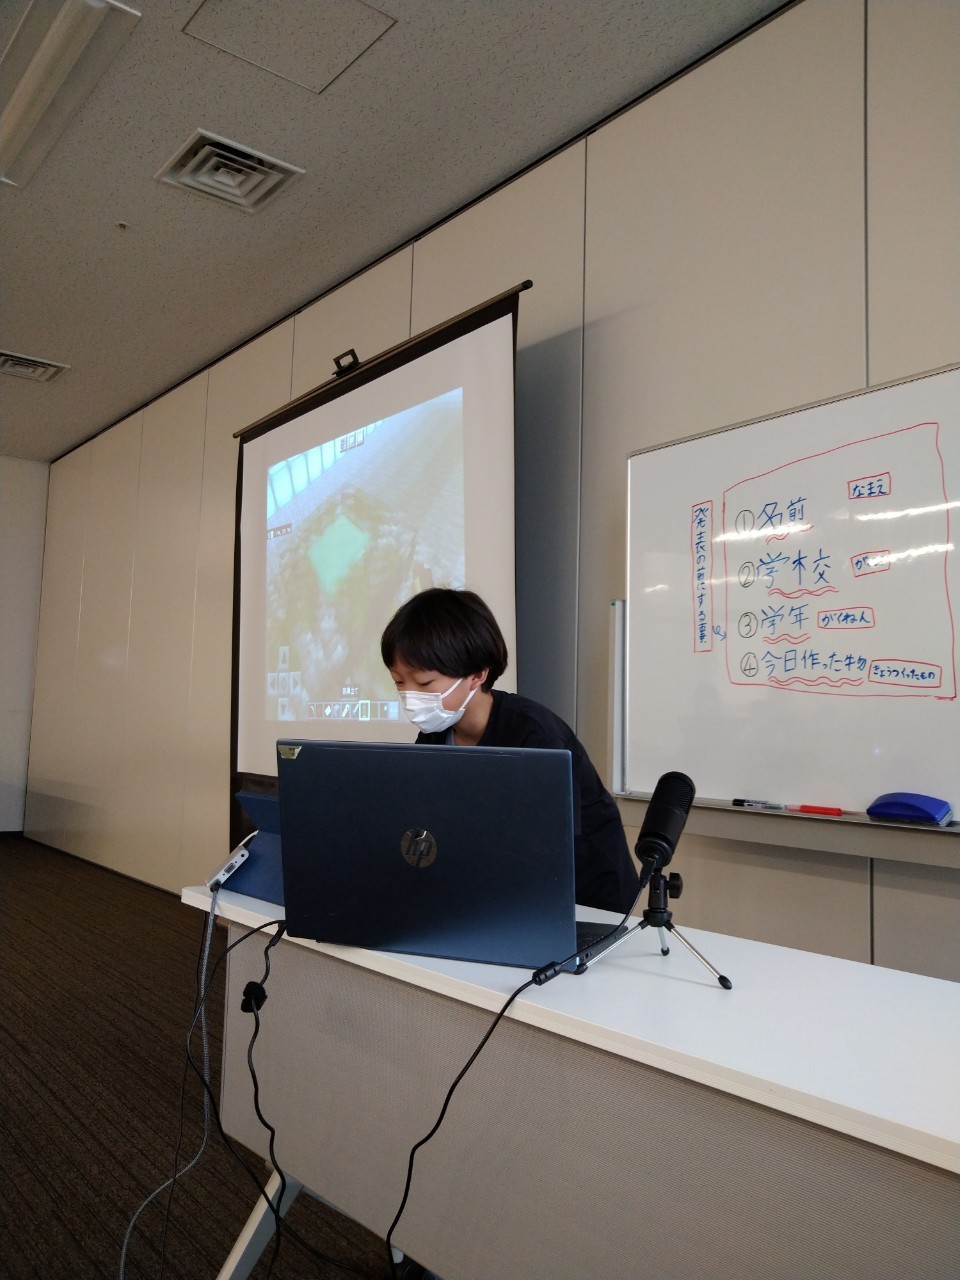 発表の前にする事
①名前
なまえ
②学校
③学年
がくねん
④今日作った物
きょうつくったもの
hp